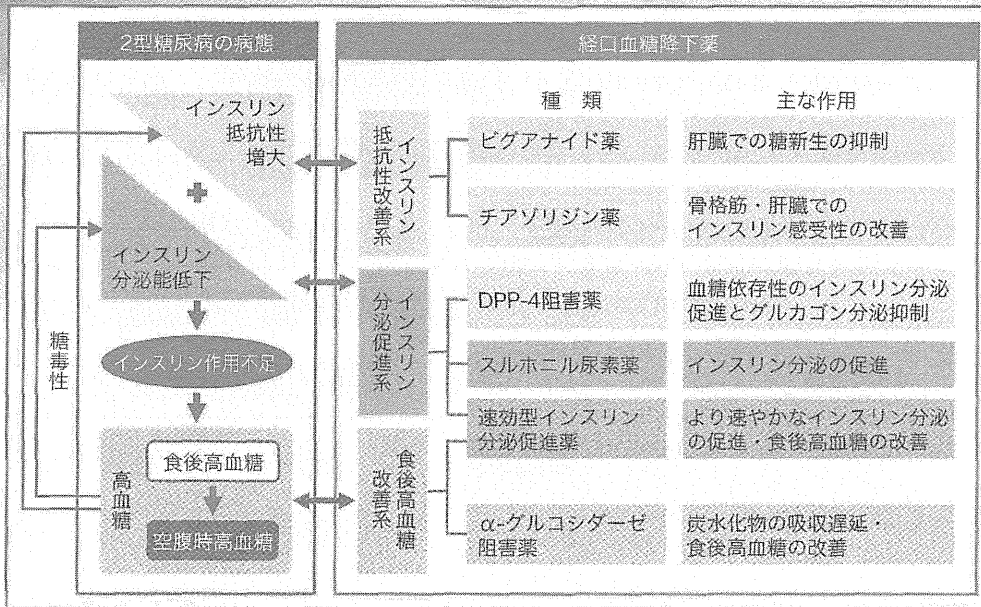 2型糖尿病の病態
インスリン
抵抗性
増大
インスリン
分泌能低下
インスリン作用不足
糖毒性
高血糖
食後高血糖
空腹時高血糖
経口血糖降下薬
種 類
主な作用
インスリン
抵抗性改善系
ビグアナイド薬
肝臓での糖新生の抑制
チアゾリジン薬
骨格筋・肝臓での
インスリン感受性の改善
インスリン
分泌促進系
DPP-4阻害薬
血糖依存性のインスリン分泌
促進とグルカゴン分泌抑制
スルホニル尿素薬
インスリン分泌の促進
速効型インスリン
分泌促進薬
より速やかなインスリン分泌
の促進・食後高血糖の改善
食後高血糖
改善系
α-グルコシダーゼ
阻害薬
炭水化物の吸収遅延・
食後高血糖の改善